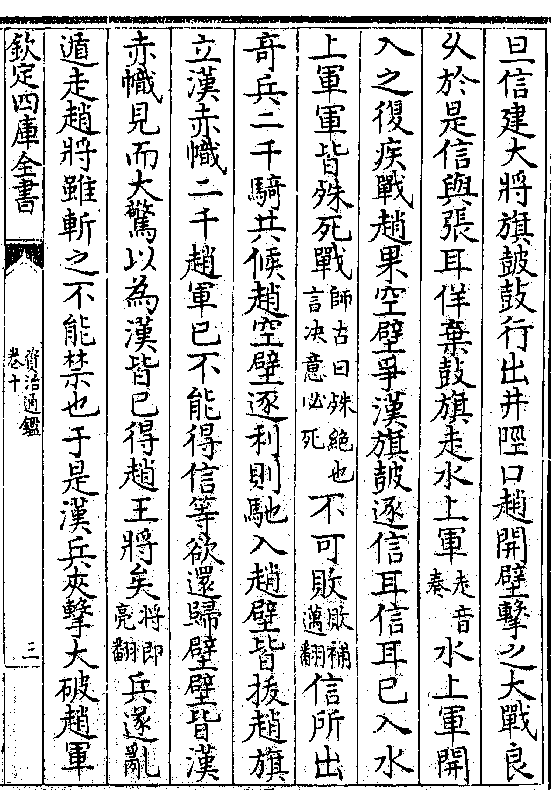 旦信建大將旗鼓鼓行出井陘口趙開壁擊之大戰良
乆於是信與張耳佯棄鼓旗走水上軍走音奏水上軍開
入之復疾戰趙果空壁爭漢旗鼓逐信耳信耳已入水
上軍軍皆殊死戰師古曰殊絕也言決意必死不可敗敗補邁翻信所出
竒兵二千騎共候趙空壁逐利則馳入趙壁皆拔趙旗
立漢赤幟二千趙軍已不能得信等欲還歸壁壁皆漢
赤幟見而大驚以為漢皆已得趙王將矣將即亮翻兵遂亂
遁走趙將雖斬之不能禁也于是漢兵夾擊大破趙軍
欽定四庫全書
資治通鑑
卷十
三